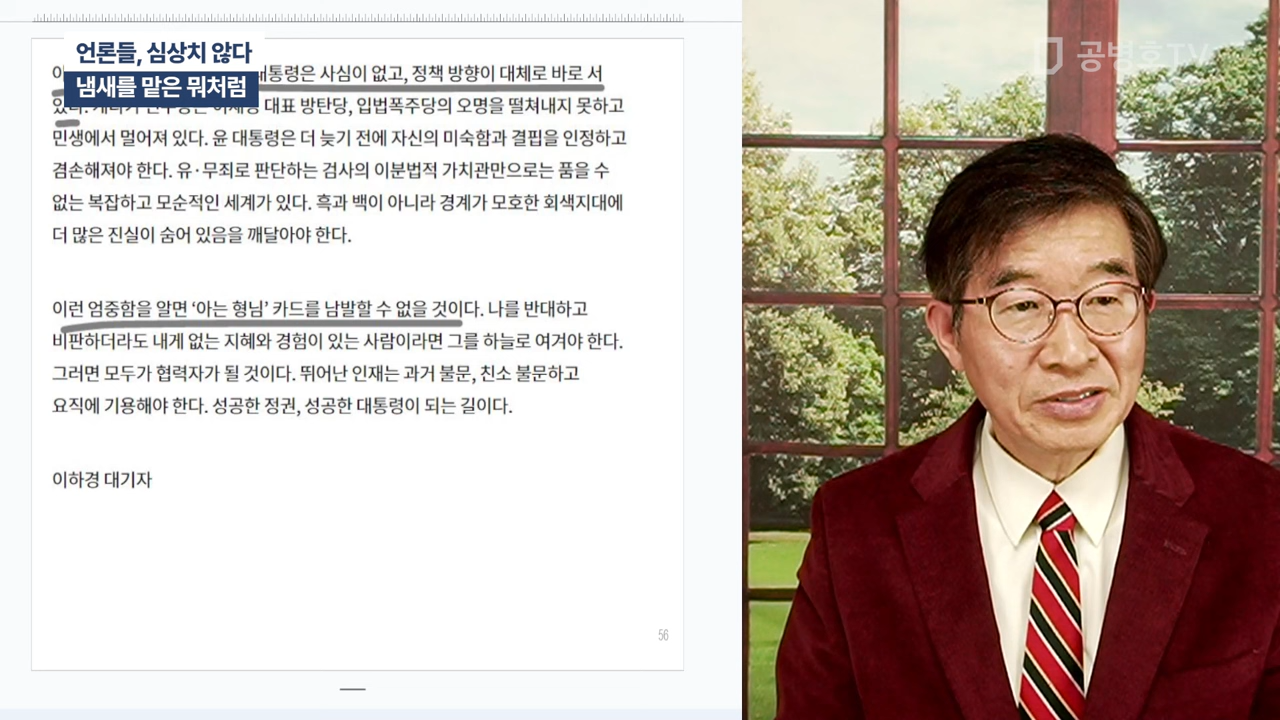 언론들, 심상치 않다
냄새를 맡은 뭐처럼
공병호TV
대통령은 사심이 없고, 정책 방향이 대체로 바로 서
있다. 대표 방탄당, 입법폭주당의 오명을 떨쳐내지 못하고
민생에서 멀어져 있다. 윤 대통령은 더 늦기 전에 자신의 미숙함과 결핍을 인정하고
겸손해져야 한다. 유·무죄로 판단하는 검사의 이분법적 가치관만으로는 품을 수
없는 복잡하고 모순적인 세계가 있다. 흑과 백이 아니라 경계가 모호한 회색지대에
더 많은 진실이 숨어 있음을 깨달아야 한다.
이런 엄중함을 알면 ‘아는 형님’ 카드를 남발할 수 없을 것이다. 나를 반대하고
비판하더라도 내게 없는 지혜와 경험이 있는 사람이라면 그를 하늘로 여겨야 한다.
그러면 모두가 협력자가 될 것이다. 뛰어난 인재는 과거 불문, 친소 불문하고
요직에 기용해야 한다. 성공한 정권, 성공한 대통령이 되는 길이다.
이하경 대기자
56